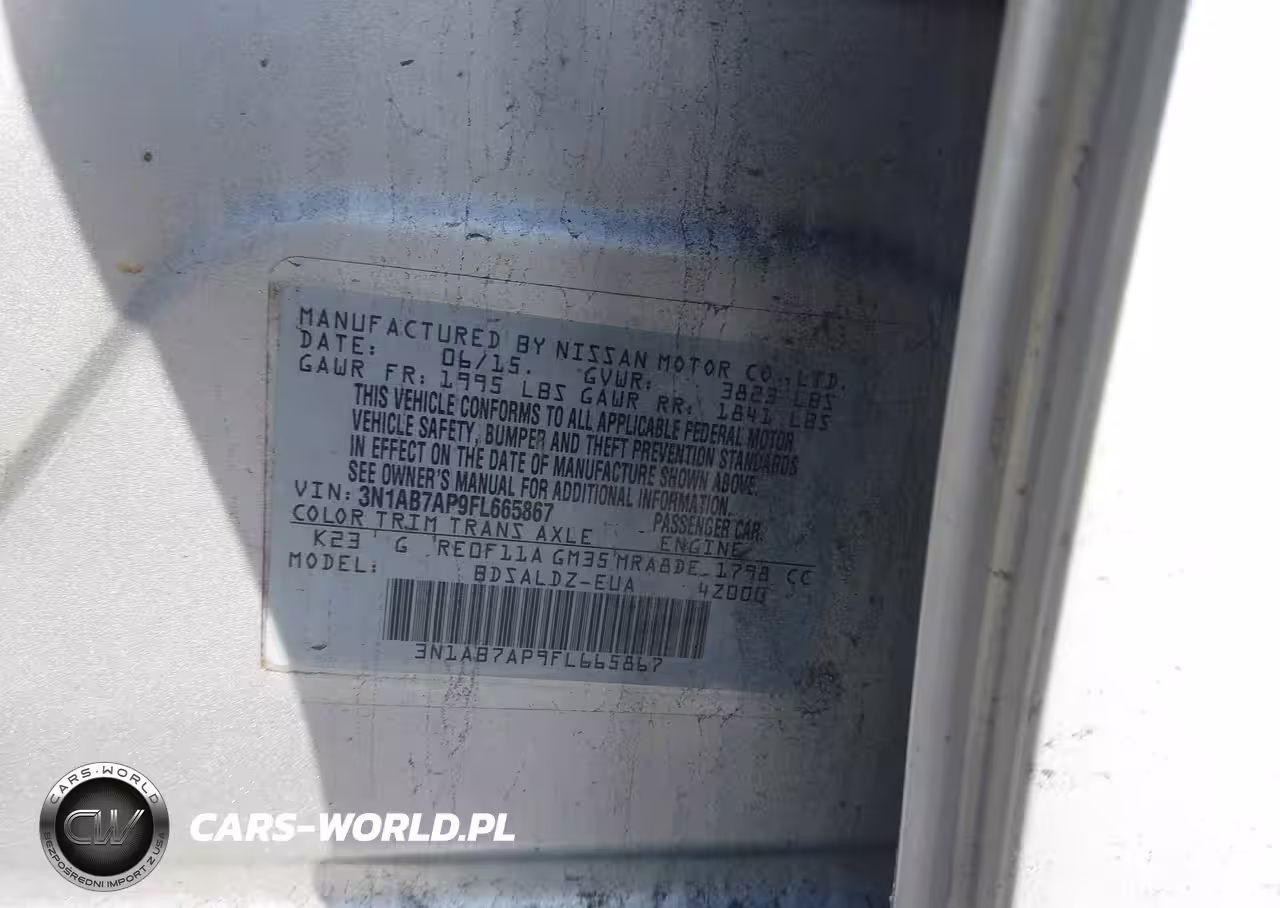 MANUFACTURED BY NISSAN MOTOR CO., LTD.
DATE: 06/15. GVWR: 3823 LBS
GAWR FR: 1995 LBS GAWR RR: 1841 LBS
THIS VEHICLE CONFORMS TO ALL APPLICABLE FEDERAL MOTOR
VEHICLE SAFETY, BUMPER AND THEFT PREVENTION STANDARDS
IN EFFECT ON THE DATE OF MANUFACTURE SHOWN ABOVE.
SEE OWNER'S MANUAL FOR ADDITIONAL INFORMATION.
VIN: 3N1AB7AP9FL665867 PASSENGER CAR.
COLOR TRIM TRANS AXLE ENGINE
K23 G RE0F11A GM35 MRA8DE 1798 CC
MODEL: BDSALDZ-EUA 42000
3N1AB7AP9FL665867
CARS-WORLD
CW
BEZPOŚREDNI IMPORT Z USA
CARS-WORLD.PL